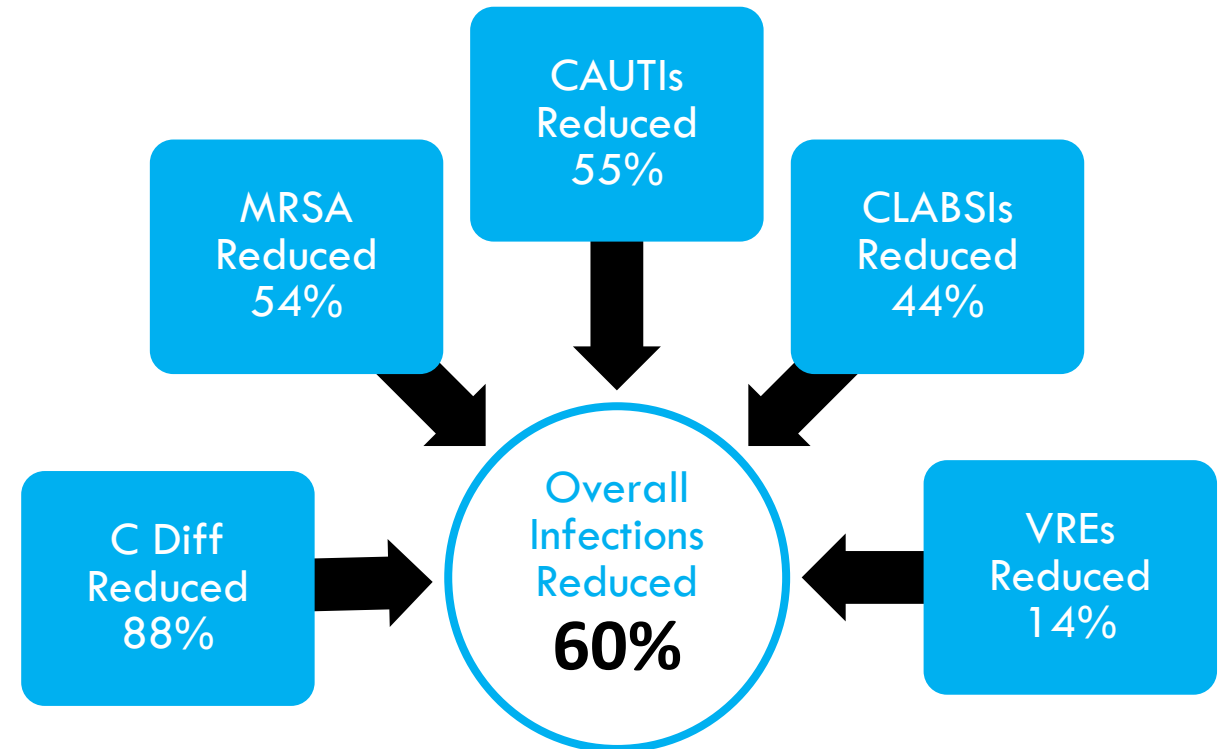 CAUTIs
Reduced
55%
MRSA
Reduced
54%
CLABSIs
Reduced
44%
C Diff
Reduced
88%
Overall
Infections
Reduced
60%
VREs
Reduced
14%